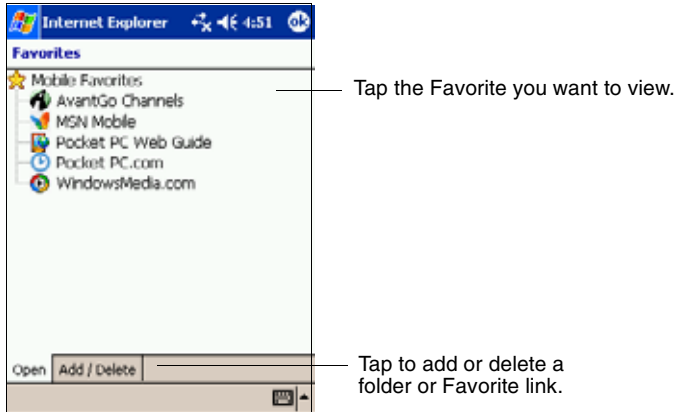 Internet Explorer 4:51 ok
Favorites
Mobile Favorites
Tap the Favorite you want to view.
AvantGo Channels
MSN Mobile
Pocket PC Web Guide
Pocket PC.com
WindowsMedia.com
Open Add / Delete
Tap to add or delete a
folder or Favorite link.